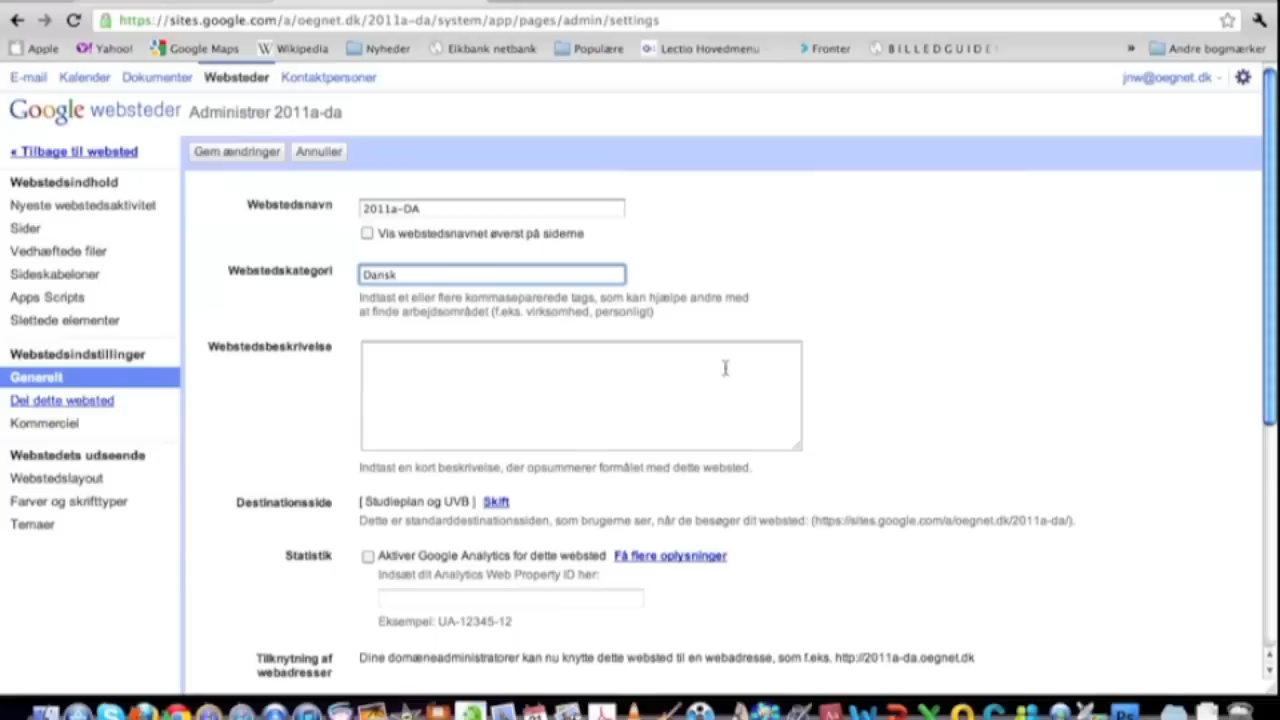 https://sites.google.com/a/oegnet.dk/2011a-da/system/app/pages/admin/settings
Apple Yahoo! Google Maps Wikipedia Nyheder Eikbank netbank Populære Lectio Hovedmenu Fronter BILLEDGUIDE » Andre bogmærker
E-mail Kalender Dokumenter Websteder Kontaktpersoner jnw@oegnet.dk
Google websteder Administrer 2011a-da
« Tilbage til websted Gem ændringer Annuller
Webstedsindhold
Nyeste webstedsaktivitet
Sider
Vedhæftede filer
Sideskabeloner
Apps Scripts
Slettede elementer
Webstedsindstillinger
Generelt
Del dette websted
Kommerciel
Webstedets udseende
Webstedslayout
Farver og skrifttyper
Temaer
Webstedsnavn 2011a-DA
Vis webstedsnavnet øverst på siderne
Webstedskategori Dansk
Indtast et eller flere kommaseparerede tags, som kan hjælpe andre med
at finde arbejdsområdet (f.eks. virksomhed, personligt)
Webstedsbeskrivelse
Indtast en kort beskrivelse, der opsummerer formålet med dette websted.
Destinationsside [ Studieplan og UVB ] Skift
Dette er standarddestinationssiden, som brugerne ser, når de besøger dit websted: (https://sites.google.com/a/oegnet.dk/2011a-da/).
Statistik Aktiver Google Analytics for dette websted Få flere oplysninger
Indsæt dit Analytics Web Property ID her:
Eksempel: UA-12345-12
Tilknytning af Dine domæneadministratorer kan nu knytte dette websted til en webadresse, som f.eks. http://2011a-da.oegnet.dk
webadresser